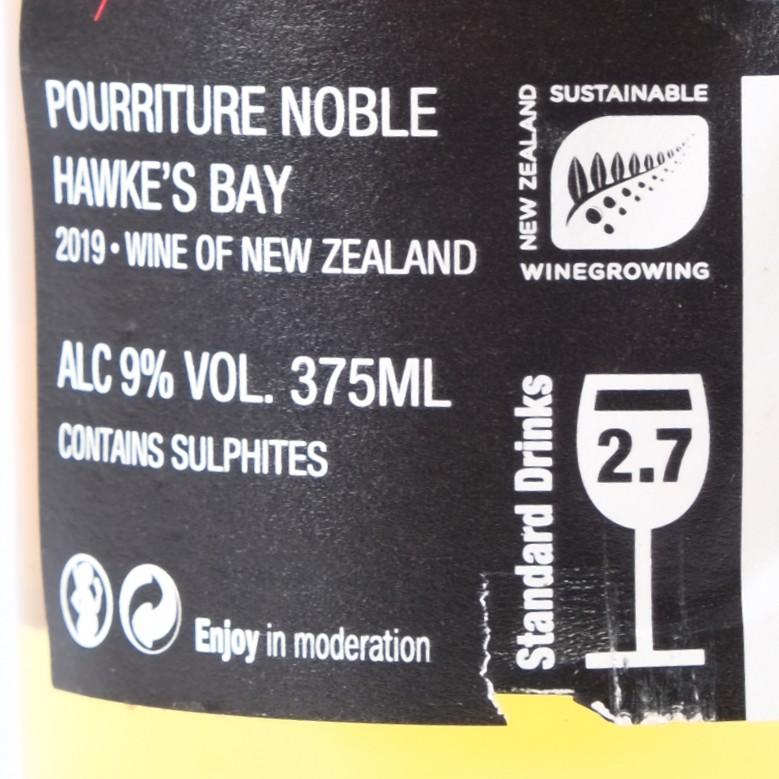 POURRITURE NOBLE
HAWKE'S BAY
2019 • WINE OF NEW ZEALAND
ALC 9% VOL. 375ML
CONTAINS SULPHITES
Enjoy in moderation
SUSTAINABLE
NEW ZEALAND
WINEGROWING
Standard Drinks
2.7